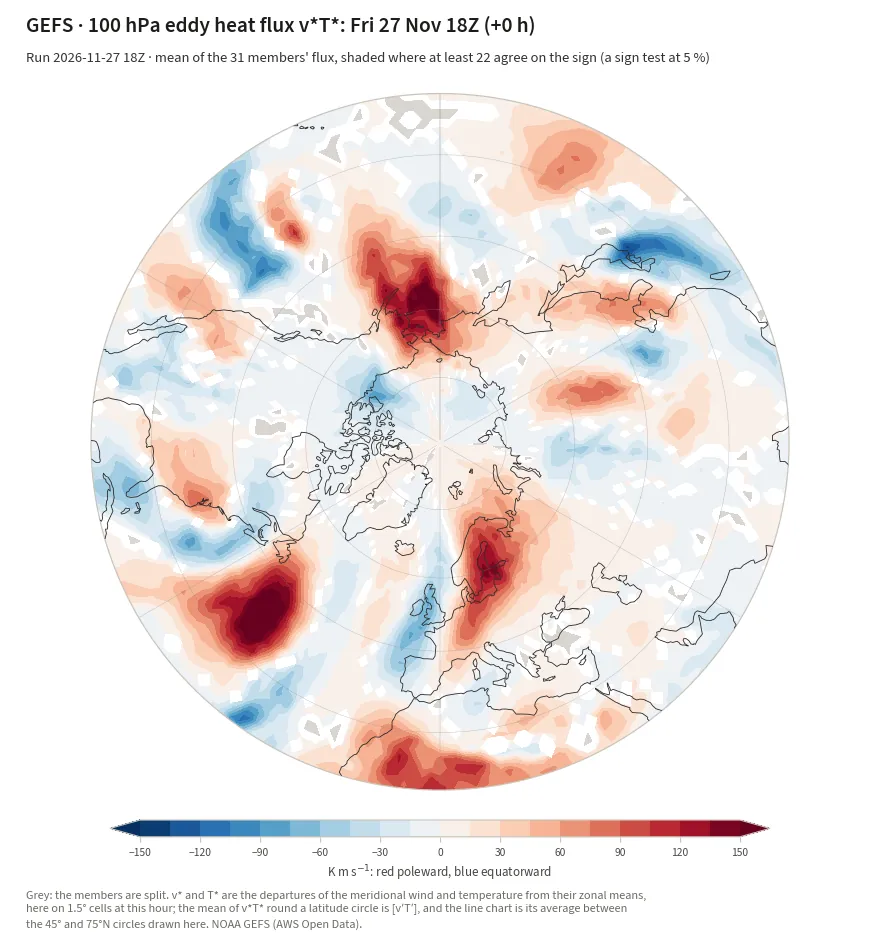 GEFS · 100 hPa eddy heat flux v*T*: Fri 27 Nov 18Z (+0 h)
Run 2026-11-27 18Z · mean of the 31 members' flux, shaded where at least 22 agree on the sign (a sign test at 5 %)
−150 −120 −90 −60 −30 0 30 60 90 120 150
K m s⁻¹: red poleward, blue equatorward
Grey: the members are split. v* and T* are the departures of the meridional wind and temperature from their zonal means,
here on 1.5° cells at this hour; the mean of v*T* round a latitude circle is [v'T'], and the line chart is its average between
the 45° and 75°N circles drawn here. NOAA GEFS (AWS Open Data).